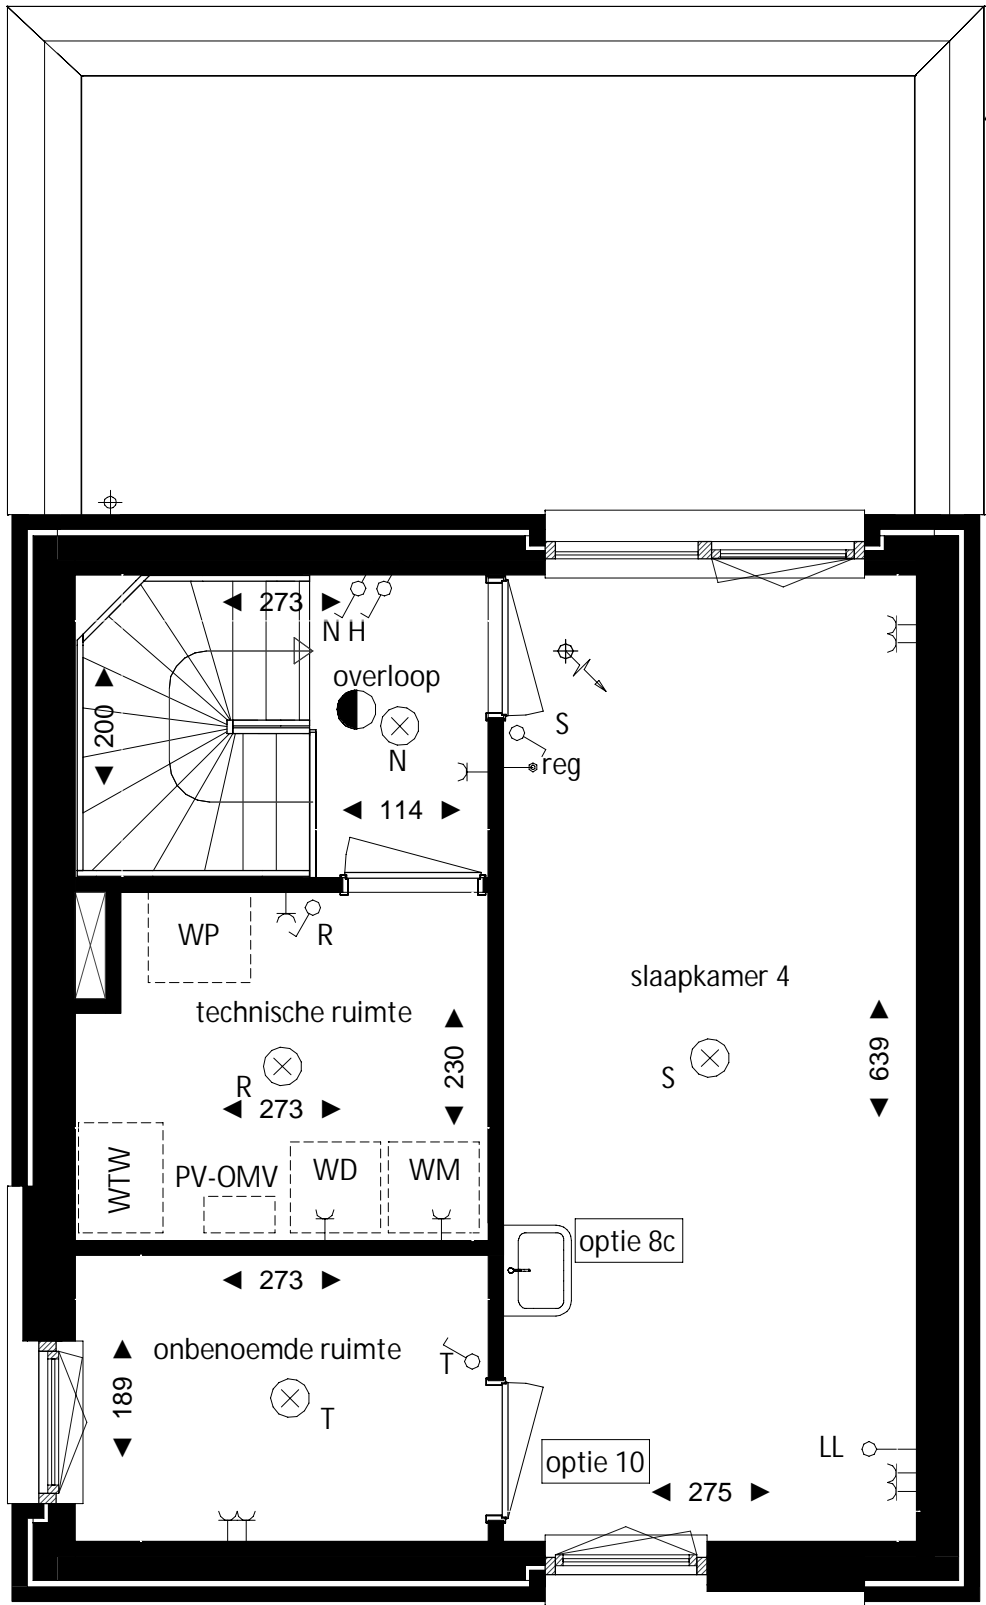 273
N H
overloop
200
S
N
reg
114
WP
R
slaapkamer 4
technische ruimte
230
639
R
S
273
WTW
PV-OMV
WD
WM
optie 8c
273
onbenoemde ruimte
T
189
T
LL
optie 10
275